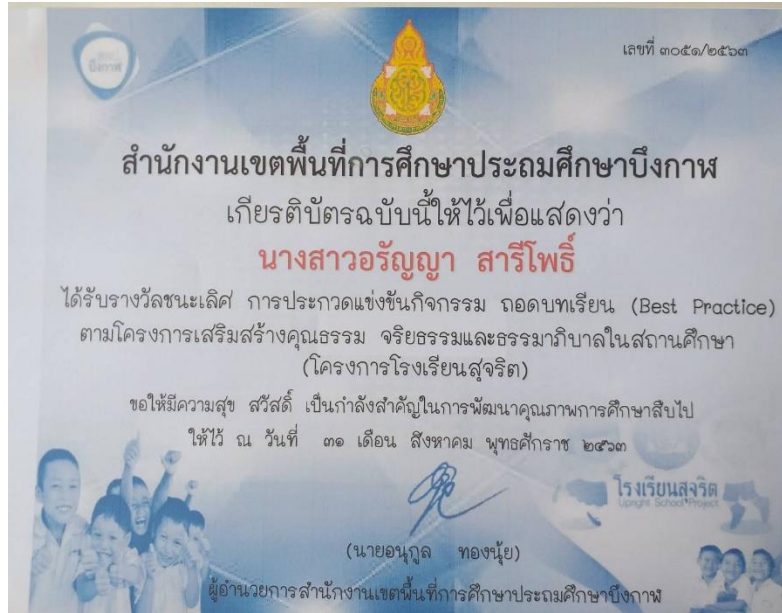 บึงกาฬ
เลขที่ ๓๐๕๑/๒๕๖๓
สำนักงานเขตพื้นที่การศึกษาประถมศึกษาบึงกาฬ
เกียรติบัตรฉบับนี้ให้ไว้เพื่อแสดงว่า
นางสาวอรัญญา สารีโพธิ์
ได้รับรางวัลชนะเลิศ การประกวดแข่งขันกิจกรรม ถอดบทเรียน (Best Practice)
ตามโครงการเสริมสร้างคุณธรรม จริยธรรมและธรรมาภิบาลในสถานศึกษา
(โครงการโรงเรียนสุจริต)
ขอให้มีความสุข สวัสดิ์ เป็นกำลังสำคัญในการพัฒนาคุณภาพการศึกษาสืบไป
ให้ไว้ ณ วันที่ ๓๑ เดือน สิงหาคม พุทธศักราช ๒๕๖๓
โรงเรียนสุจริต
Upright School Project
(นายอนุกูล ทองนุ้ย)
ผู้อำนวยการสำนักงานเขตพื้นที่การศึกษาประถมศึกษาบึงกาฬ